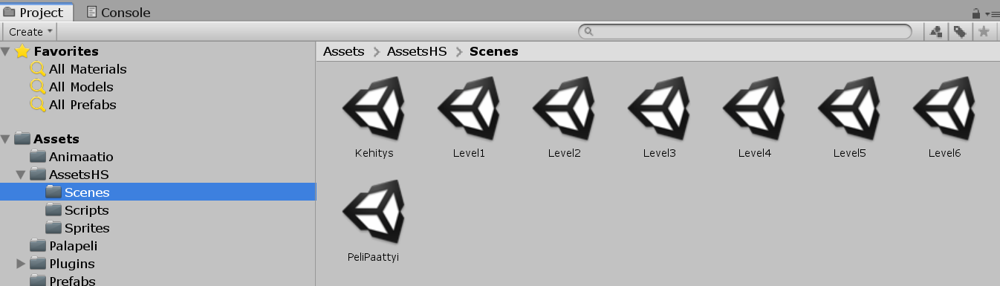 Project Console
Create
Favorites
All Materials
All Models
All Prefabs
Assets
Animaatio
AssetsHS
Scenes
Scripts
Sprites
Palapeli
Plugins
Prefabs
Assets > AssetsHS > Scenes
Kehitys Level1 Level2 Level3 Level4 Level5 Level6
PeliPaattyi